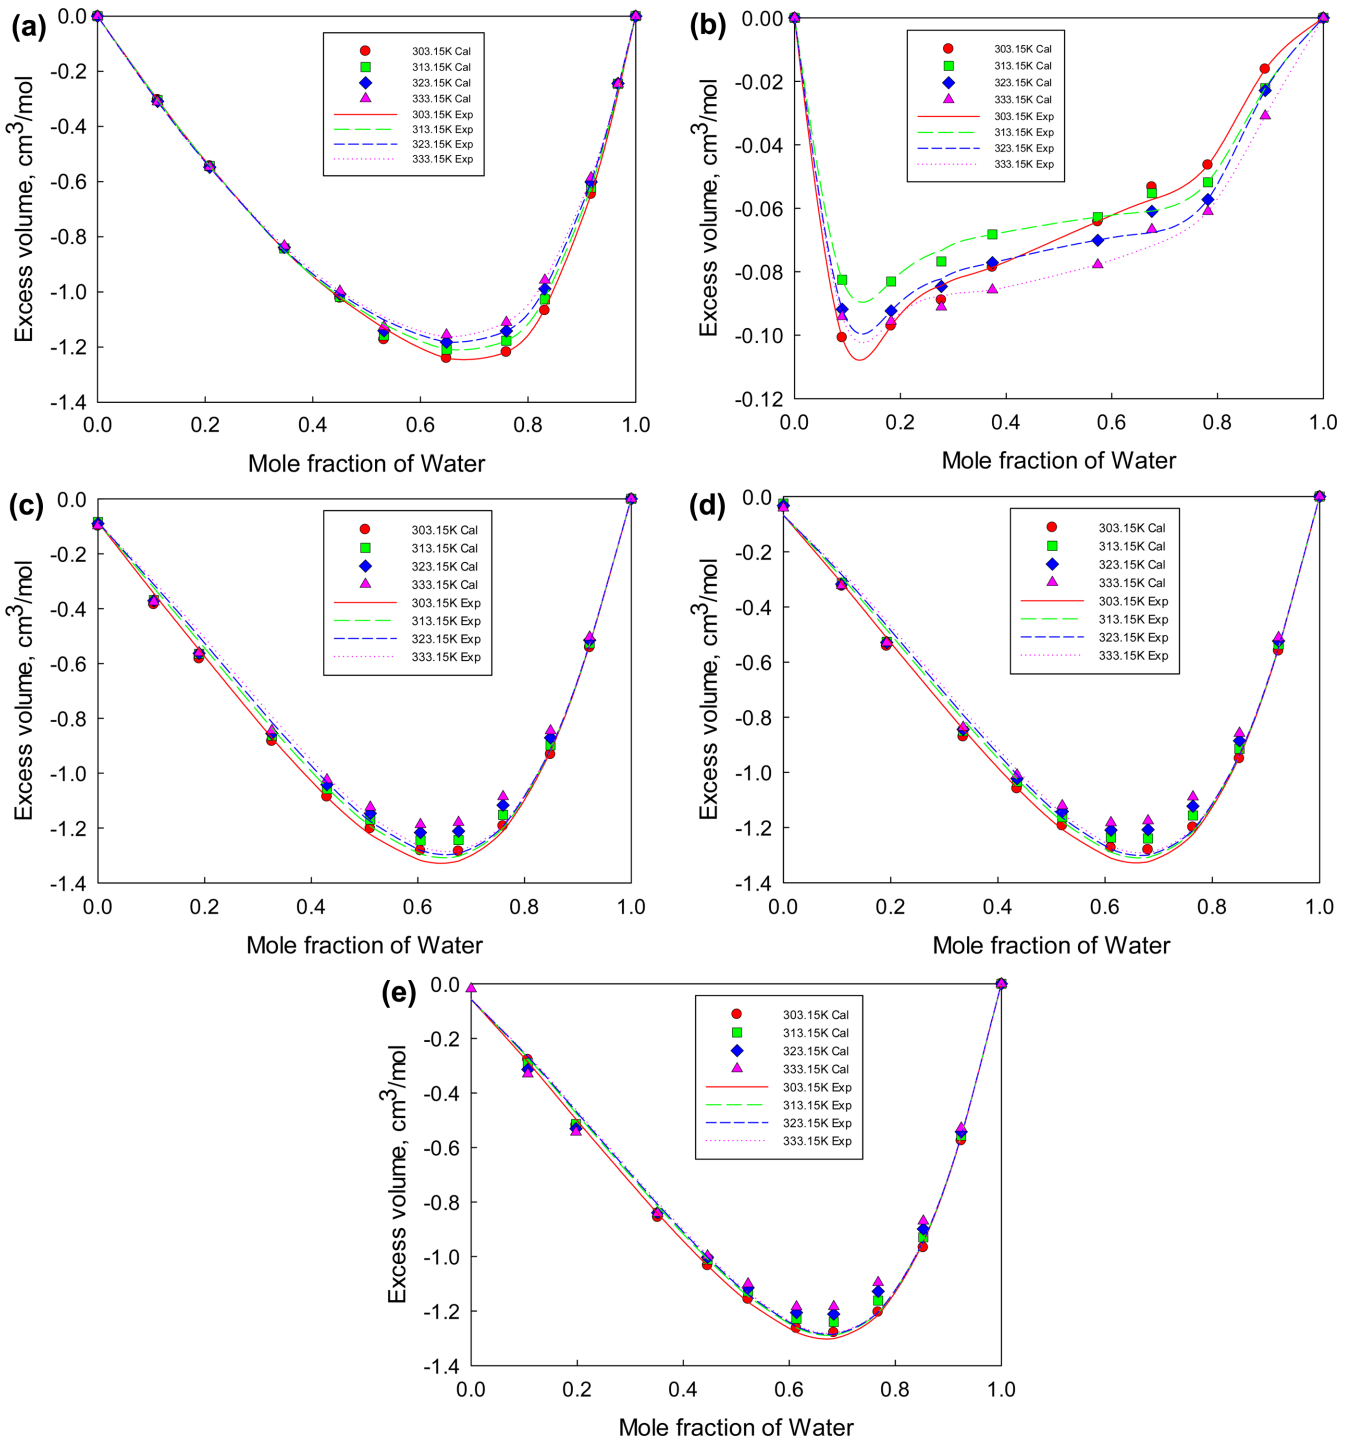 (a)
Excess volume, cm3/mol
0.0
-0.2
-0.4
-0.6
-0.8
-1.0
-1.2
-1.4
303.15K Cal
313.15K Cal
323.15K Cal
333.15K Cal
303.15K Exp
313.15K Exp
323.15K Exp
333.15K Exp
0.0 0.2 0.4 0.6 0.8 1.0
Mole fraction of Water
(b)
Excess volume, cm3/mol
0.00
-0.02
-0.04
-0.06
-0.08
-0.10
-0.12
303.15K Cal
313.15K Cal
323.15K Cal
333.15K Cal
303.15K Exp
313.15K Exp
323.15K Exp
333.15K Exp
0.0 0.2 0.4 0.6 0.8 1.0
Mole fraction of Water
(c)
Excess volume, cm3/mol
0.0
-0.2
-0.4
-0.6
-0.8
-1.0
-1.2
-1.4
303.15K Cal
313.15K Cal
323.15K Cal
333.15K Cal
303.15K Exp
313.15K Exp
323.15K Exp
333.15K Exp
0.0 0.2 0.4 0.6 0.8 1.0
Mole fraction of Water
(d)
Excess volume, cm3/mol
0.0
-0.2
-0.4
-0.6
-0.8
-1.0
-1.2
-1.4
303.15K Cal
313.15K Cal
323.15K Cal
333.15K Cal
303.15K Exp
313.15K Exp
323.15K Exp
333.15K Exp
0.0 0.2 0.4 0.6 0.8 1.0
Mole fraction of Water
(e)
Excess volume, cm3/mol
0.0
-0.2
-0.4
-0.6
-0.8
-1.0
-1.2
-1.4
303.15K Cal
313.15K Cal
323.15K Cal
333.15K Cal
303.15K Exp
313.15K Exp
323.15K Exp
333.15K Exp
0.0 0.2 0.4 0.6 0.8 1.0
Mole fraction of Water